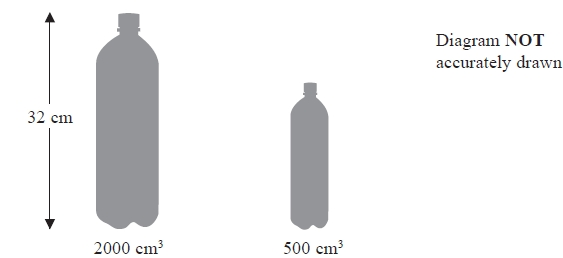 Diagram NOT
accurately drawn
32 cm
2000 cm³
500 cm³